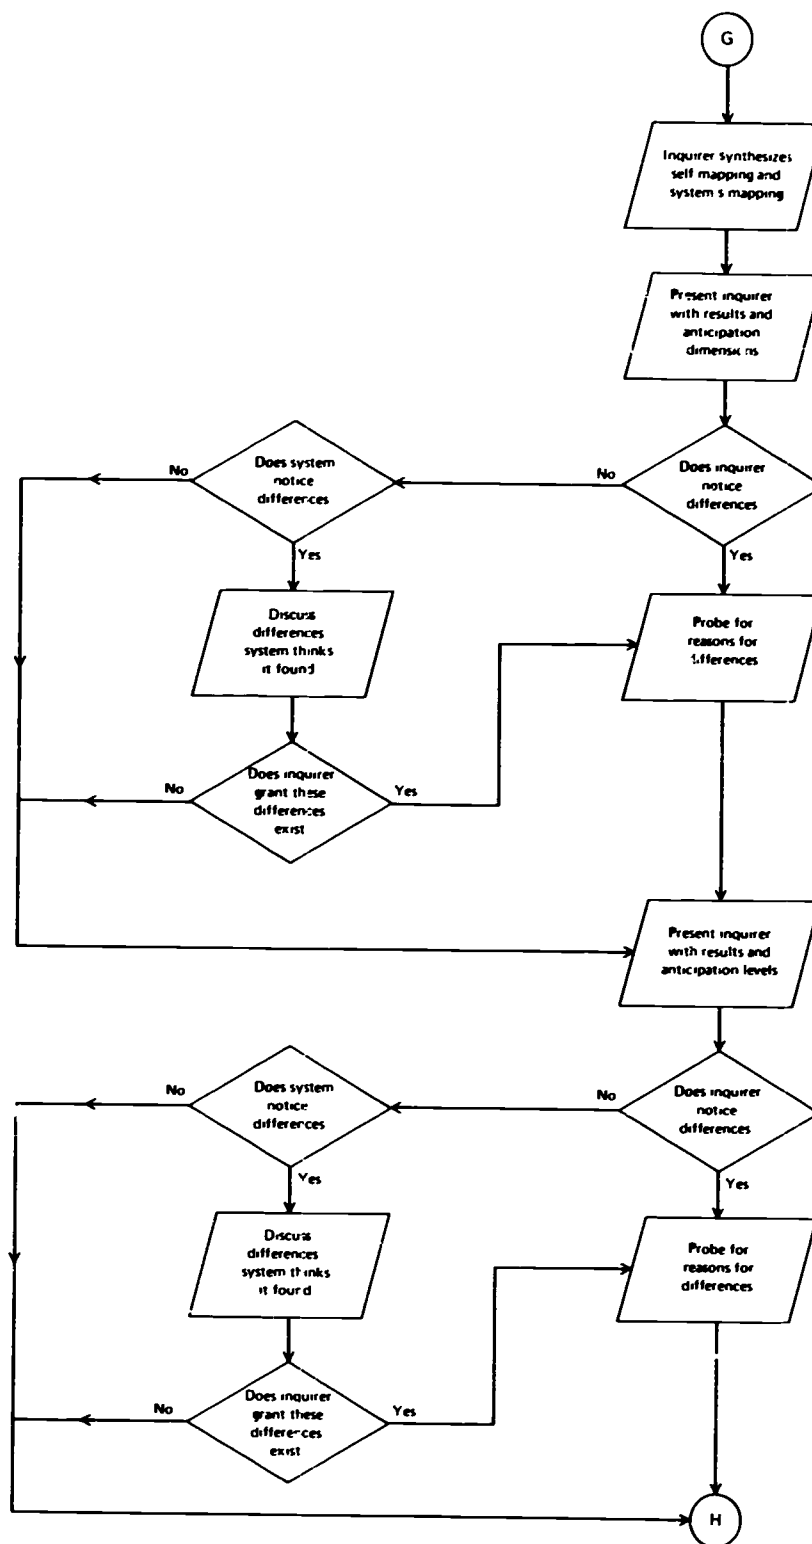 G
Inquirer synthesizes
self mapping and
system s mapping
Present inquirer
with results and
anticipation
dimensions
Does inquirer
notice
differences
No
Does system
notice
differences
No
Yes
Yes
Discuss
differences
system thinks
it found
Probe for
reasons for
differences
Does inquirer
grant these
differences
exist
No
Yes
Present inquirer
with results and
anticipation levels
Does inquirer
notice
differences
No
Does system
notice
differences
No
Yes
Yes
Discuss
differences
system thinks
it found
Probe for
reasons for
differences
Does inquirer
grant these
differences
exist
No
Yes
H